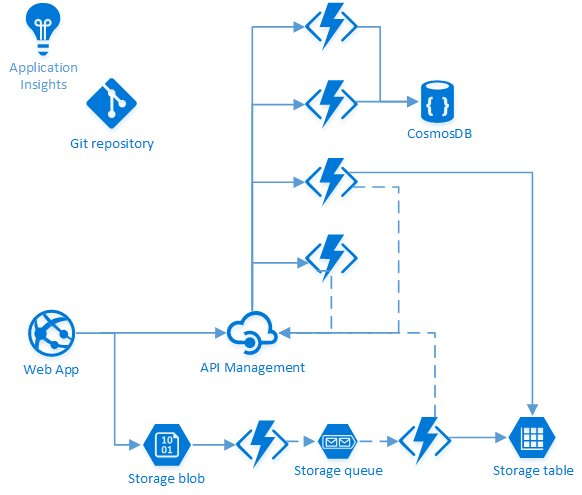 Application
Insights
Git repository
{ }
CosmosDB
Web App
API Management
10
01
Storage blob
Storage queue
Storage table